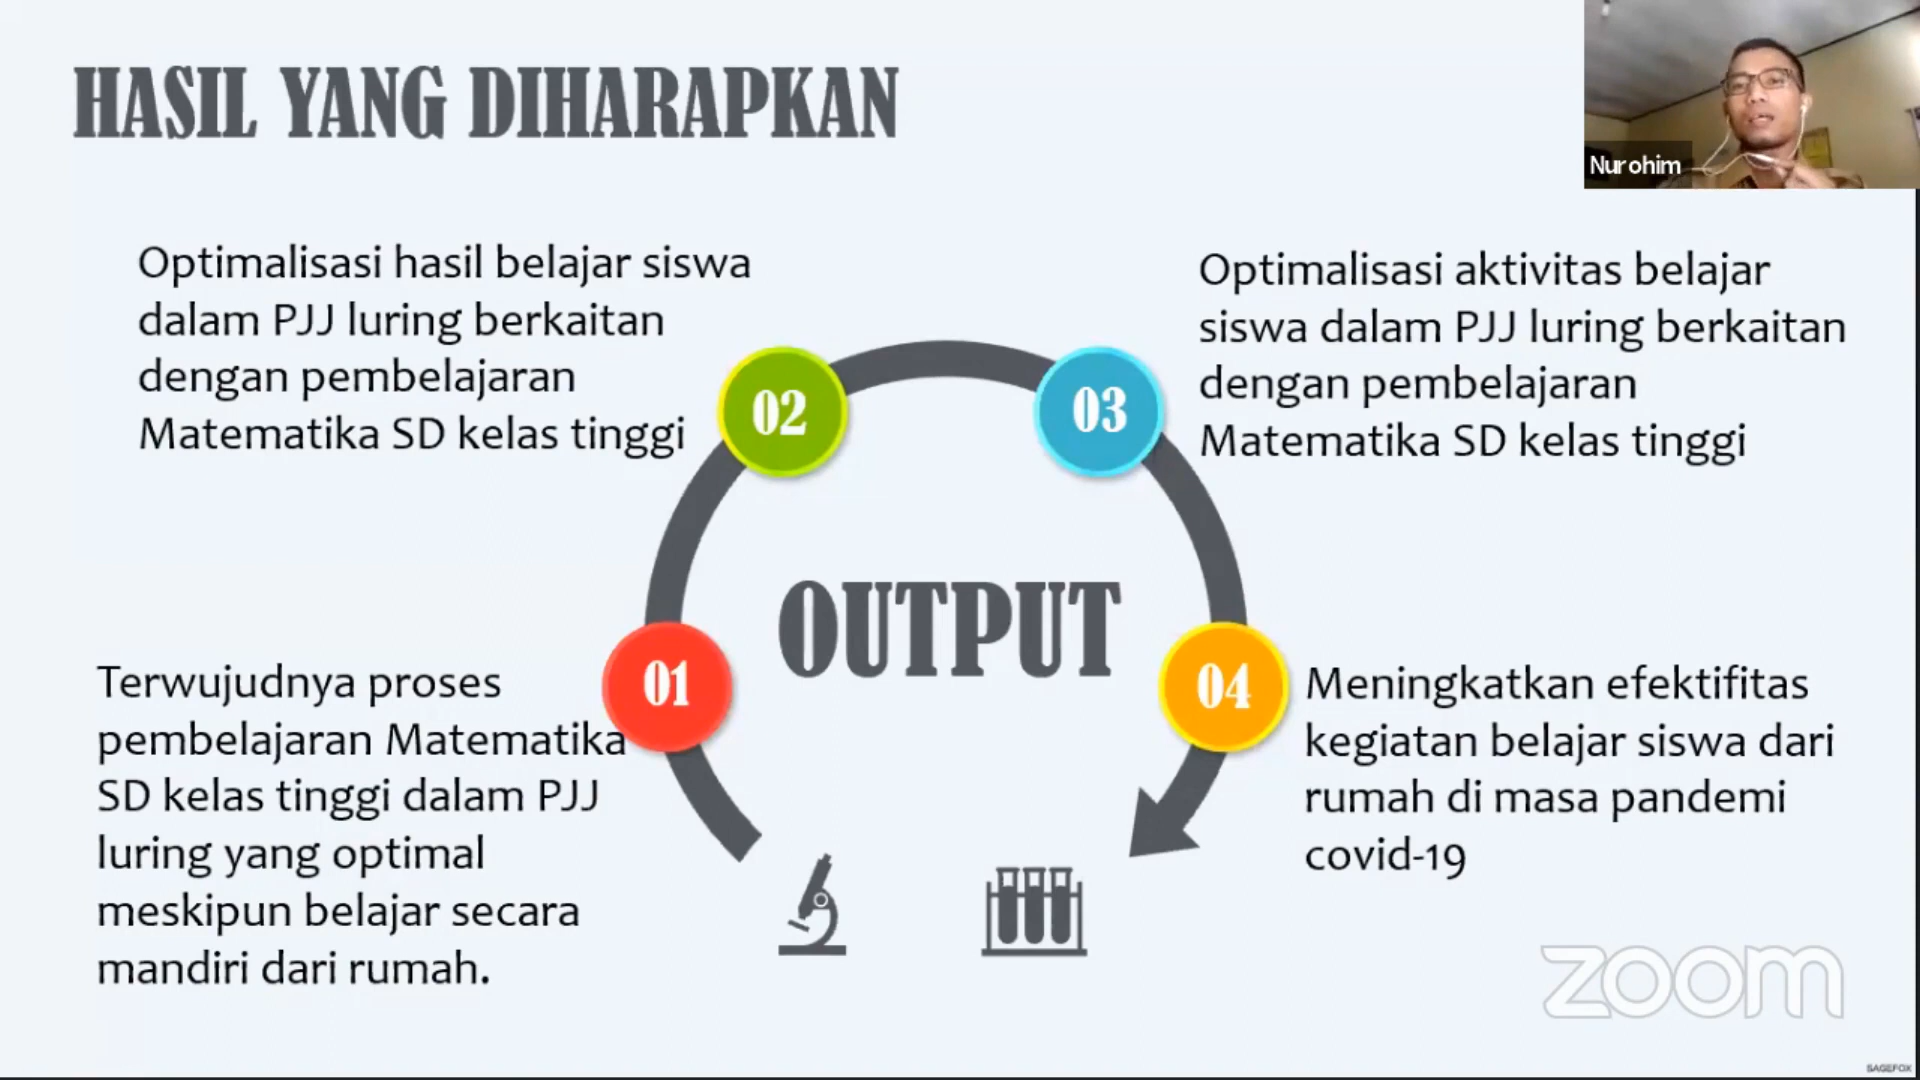 HASIL YANG DIHARAPKAN
Nurohim
Optimalisasi hasil belajar siswa
dalam PJJ luring berkaitan
dengan pembelajaran
Matematika SD kelas tinggi
02
03
Optimalisasi aktivitas belajar
siswa dalam PJJ luring berkaitan
dengan pembelajaran
Matematika SD kelas tinggi
OUTPUT
Terwujudnya proses
pembelajaran Matematika
SD kelas tinggi dalam PJJ
luring yang optimal
meskipun belajar secara
mandiri dari rumah.
01
04
Meningkatkan efektifitas
kegiatan belajar siswa dari
rumah di masa pandemi
covid-19
zoom
SAGEFOX